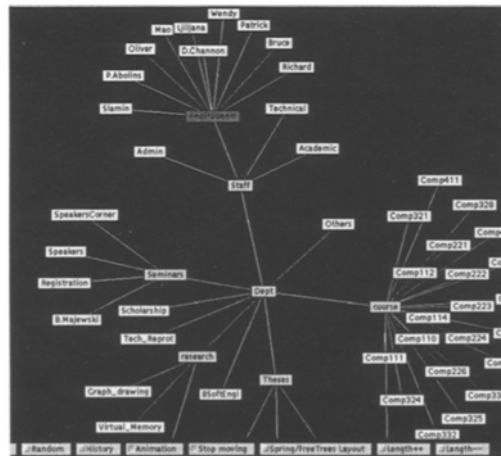 Wendy
Mao
Ljiljana
Patrick
Oliver
D.Channon
Bruce
P.Abolins
Richard
Slamin
Technical
Admin
Academic
Staff
Comp411
SpeakersCorner
Comp321
Comp328
Others
Comp221
Speakers
Seminars
Comp112
Comp222
Registration
Dept
course
Comp223
B.Majewski
Scholarship
Comp114
Tech_Reprot
Comp110
Comp224
research
Comp111
Comp226
Theses
Graph_drawing
BSoftEngl
Comp324
Virtual_Memory
Comp325
Comp332
Random
History
Animation
Stop moving
Spring/FreeTrees Layout
Length++
Length--